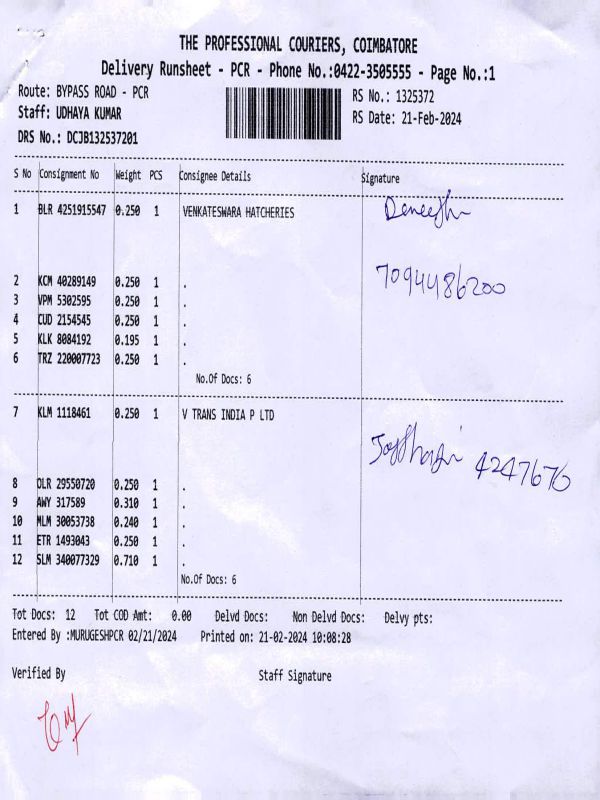 THE PROFESSIONAL COURIERS, COIMBATORE
Delivery Runsheet - PCR - Phone No.:0422-3505555 - Page No.:1
Route: BYPASS ROAD - PCR
RS No.: 1325372
Staff: UDHAYA KUMAR
RS Date: 21-Feb-2024
DRS No.: DCJB132537201
S No Consignment No Weight PCS Consignee Details Signature
1 BLR 4251915547 0.250 1 VENKATESWARA HATCHERIES
2 KCM 40289149 0.250 1 .
7094486200
3 VPM 5302595 0.250 1 .
4 CUD 2154545 0.250 1 .
5 KLK 8084192 0.195 1 .
6 TRZ 220007723 0.250 1 .
No.Of Docs: 6
7 KLM 1118461 0.250 1 V TRANS INDIA P LTD
4247676
8 DLR 29550720 0.250 1 .
9 AWY 317589 0.310 1 .
10 MLM 30053738 0.240 1 .
11 ETR 1493043 0.250 1 .
12 SLM 340077329 0.710 1 .
No.Of Docs: 6
Tot Docs: 12 Tot COD Amt: 0.00 Delvd Docs: Non Delvd Docs: Delvy pts:
Entered By :MURUGESHPCR 02/21/2024 Printed on: 21-02-2024 10:08:28
Verified By Staff Signature